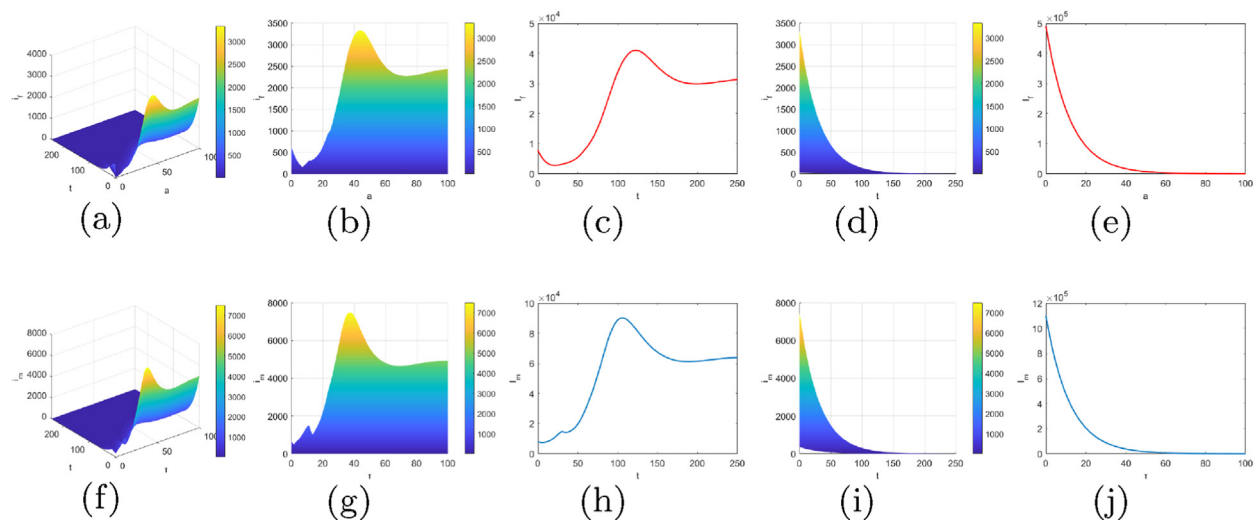 4000
3000
2000
1000
0
i_f
200
100
0
t
0
50
100
a
3000
2500
2000
1500
1000
500
(a)
3500
3000
2500
2000
1500
1000
500
0
i_f
0 20 40 60 80 100
a
3000
2500
2000
1500
1000
500
(b)
×10^4
5
4
3
2
1
0
I_f
0 50 100 150 200 250
t
(c)
3500
3000
2500
2000
1500
1000
500
0
i_f
0 50 100 150 200 250
t
3000
2500
2000
1500
1000
500
(d)
×10^5
5
4
3
2
1
0
I_f
0 20 40 60 80 100
a
(e)
8000
6000
4000
2000
0
i_m
200
100
0
t
0
50
100
τ
7000
6000
5000
4000
3000
2000
1000
(f)
8000
6000
4000
2000
0
i_m
0 20 40 60 80 100
τ
7000
6000
5000
4000
3000
2000
1000
(g)
×10^4
10
8
6
4
2
0
I_m
0 50 100 150 200 250
t
(h)
8000
6000
4000
2000
0
i_m
0 50 100 150 200 250
t
7000
6000
5000
4000
3000
2000
1000
(i)
×10^5
12
10
8
6
4
2
0
I_m
0 20 40 60 80 100
τ
(j)